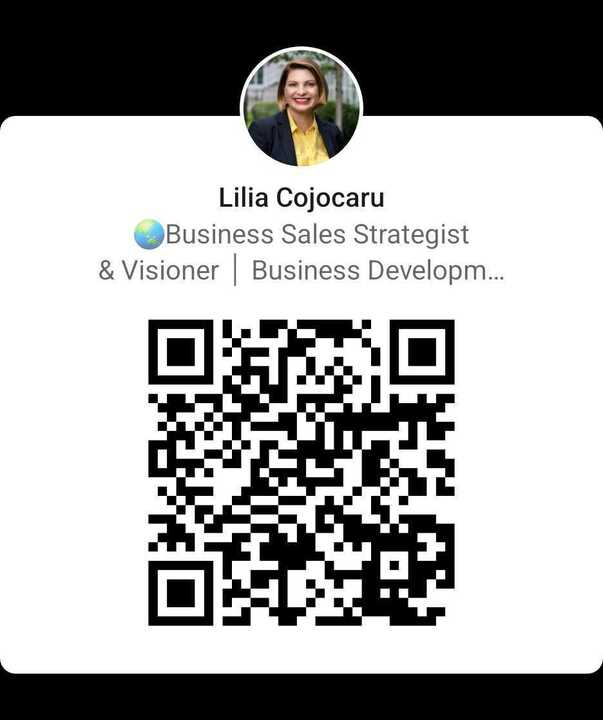 Lilia Cojocaru
🌏Business Sales Strategist
& Visioner │ Business Developm...